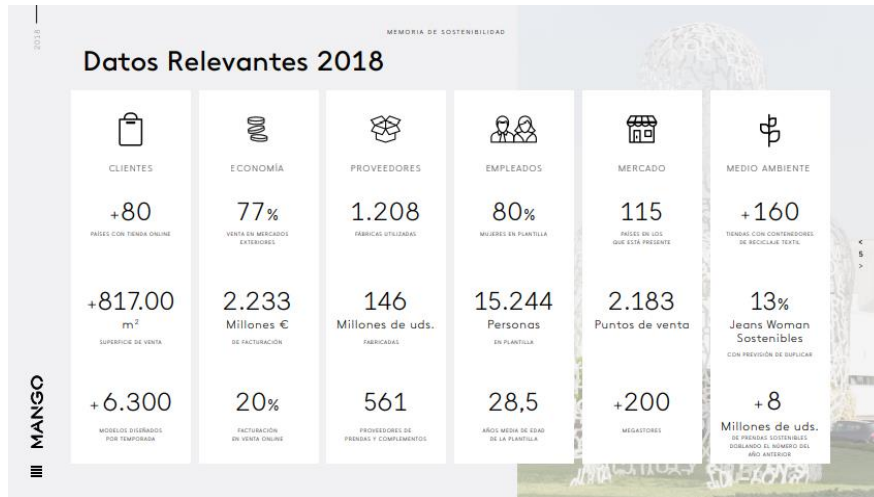 2018
MEMORIA DE SOSTENIBILIDAD
Datos Relevantes 2018
CLIENTES
+80
PAÍSES CON TIENDA ONLINE
+817.00
m²
SUPERFICIE DE VENTA
+6.300
MODELOS DISEÑADOS
POR TEMPORADA
ECONOMÍA
77%
VENTA EN MERCADOS
EXTERIORES
2.233
Millones €
DE FACTURACIÓN
20%
FACTURACIÓN
EN VENTA ONLINE
PROVEEDORES
1.208
FÁBRICAS UTILIZADAS
146
Millones de uds.
FABRICADAS
561
PROVEEDORES DE
PRENDAS Y COMPLEMENTOS
EMPLEADOS
80%
MUJERES EN PLANTILLA
15.244
Personas
EN PLANTILLA
28,5
AÑOS MEDIA DE EDAD
DE LA PLANTILLA
MERCADO
115
PAÍSES EN LOS
QUE ESTÁ PRESENTE
2.183
Puntos de venta
+200
MEGASTORES
MEDIO AMBIENTE
+160
TIENDAS CON CONTENEDORES
DE RECICLAJE TEXTIL
13%
Jeans Woman
Sostenibles
CON PREVISIÓN DE DUPLICAR
+8
Millones de uds.
DE PRENDAS SOSTENIBLES
DOBLANDO EL NÚMERO DEL
AÑO ANTERIOR
< 5 >
MANGO